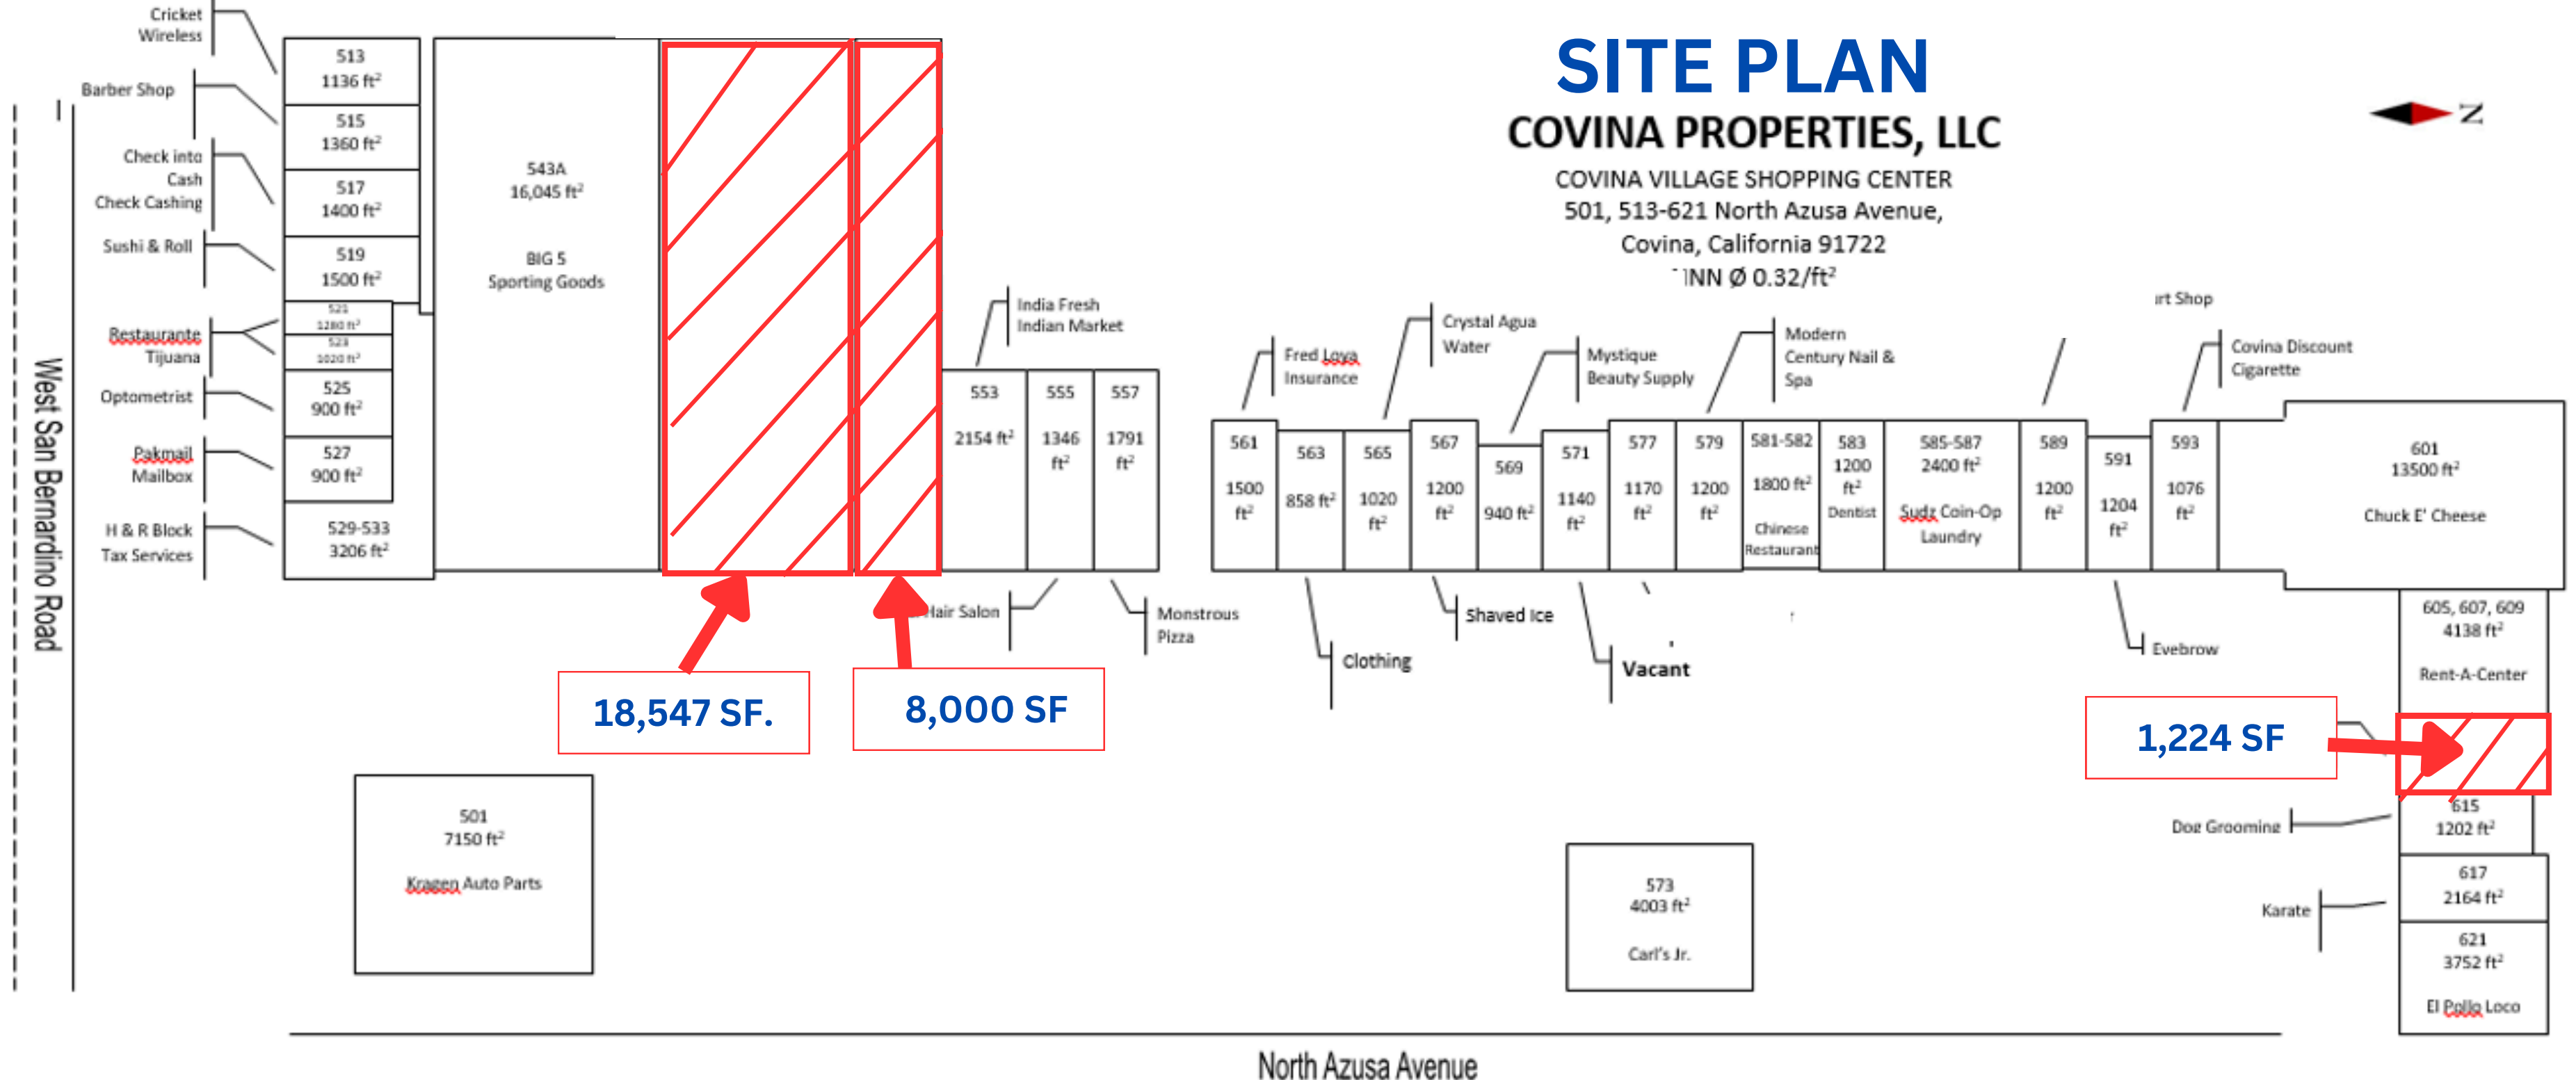 SITE PLAN
COVINA PROPERTIES, LLC
COVINA VILLAGE SHOPPING CENTER
501, 513-621 North Azusa Avenue,
Covina, California 91722
NN Ø 0.32/ft²
N
Cricket
Wireless
Barber Shop
Check into
Cash
Check Cashing
Sushi & Roll
Restaurante
Tijuana
Optometrist
Pakmail
Mailbox
H & R Block
Tax Services
West San Bernardino Road
513
1136 ft²
515
1360 ft²
517
1400 ft²
519
1500 ft²
521
1280 ft²
523
1020 ft²
525
900 ft²
527
900 ft²
529-533
3206 ft²
543A
16,045 ft²
BIG 5
Sporting Goods
India Fresh
Indian Market
553
2154 ft²
555
1346
ft²
557
1791
ft²
Hair Salon
Monstrous
Pizza
18,547 SF.
8,000 SF
Fred Loya
Insurance
Crystal Agua
Water
Mystique
Beauty Supply
Modern
Century Nail &
Spa
Shop
Covina Discount
Cigarette
561
1500
ft²
563
858 ft²
565
1020
ft²
567
1200
ft²
569
940 ft²
571
1140
ft²
577
1170
ft²
579
1200
ft²
581-582
1800 ft²
Chinese
Restaurant
583
1200
ft²
Dentist
585-587
2400 ft²
Sudz Coin-Op
Laundry
589
1200
ft²
591
1204
ft²
593
1076
ft²
601
13500 ft²
Chuck E' Cheese
Clothing
Shaved Ice
Vacant
Eyebrow
605, 607, 609
4138 ft²
Rent-A-Center
1,224 SF
Dog Grooming
615
1202 ft²
Karate
617
2164 ft²
621
3752 ft²
El Pollo Loco
501
7150 ft²
Kragen Auto Parts
573
4003 ft²
Carl's Jr.
North Azusa Avenue